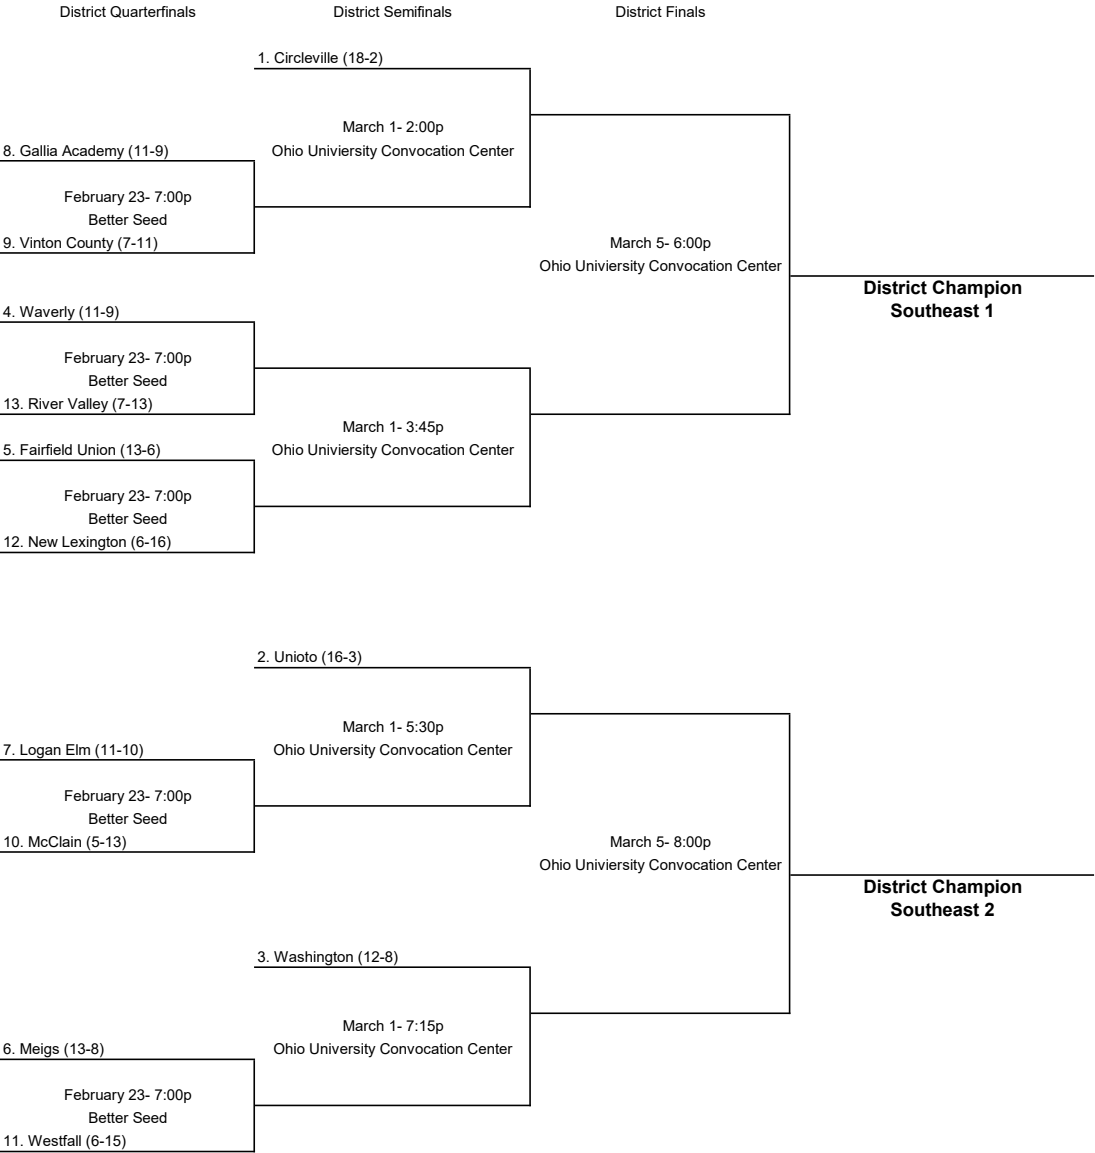 District Quarterfinals
District Semifinals
District Finals
1. Circleville (18-2)
March 1- 2:00p
Ohio Univiersity Convocation Center
8. Gallia Academy (11-9)
February 23- 7:00p
Better Seed
9. Vinton County (7-11)
March 5- 6:00p
Ohio Univiersity Convocation Center
District Champion
Southeast 1
4. Waverly (11-9)
February 23- 7:00p
Better Seed
13. River Valley (7-13)
March 1- 3:45p
Ohio Univiersity Convocation Center
5. Fairfield Union (13-6)
February 23- 7:00p
Better Seed
12. New Lexington (6-16)
2. Unioto (16-3)
March 1- 5:30p
Ohio University Convocation Center
7. Logan Elm (11-10)
February 23- 7:00p
Better Seed
10. McClain (5-13)
March 5- 8:00p
Ohio Univiersity Convocation Center
District Champion
Southeast 2
3. Washington (12-8)
March 1- 7:15p
Ohio University Convocation Center
6. Meigs (13-8)
February 23- 7:00p
Better Seed
11. Westfall (6-15)